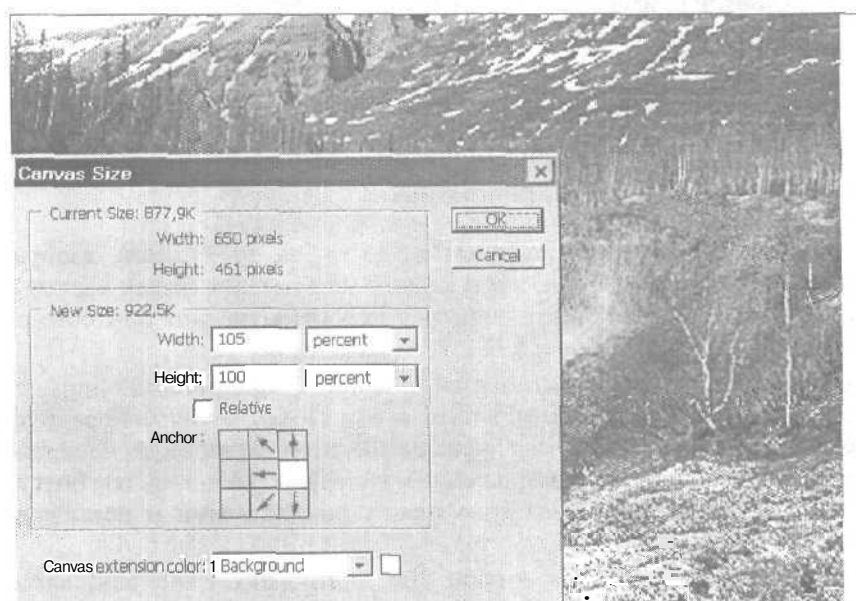 Canvas Size
Current Size: 877,9K
Width: 650 pixels
Height: 461 pixels
OK
Cancel
New Size: 922,5K
Width: 105 percent
Height; 100 percent
Relative
Anchor:
Canvas extension color: 1 Background